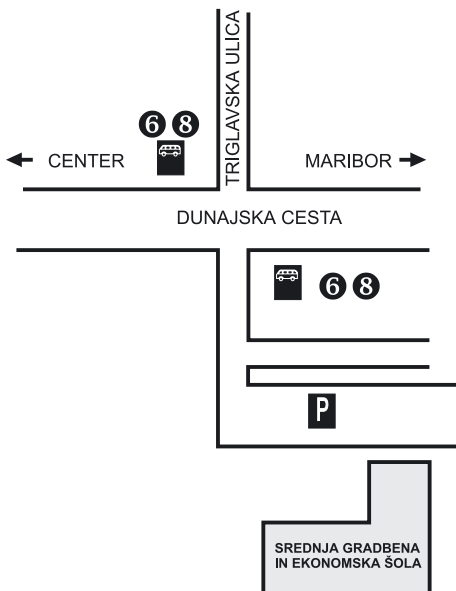 TRIGLAVSKA ULICA
6 8
CENTER
MARIBOR
DUNAJSKA CESTA
6 8
P
SREDNJA GRADBENA
IN EKONOMSKA ŠOLA